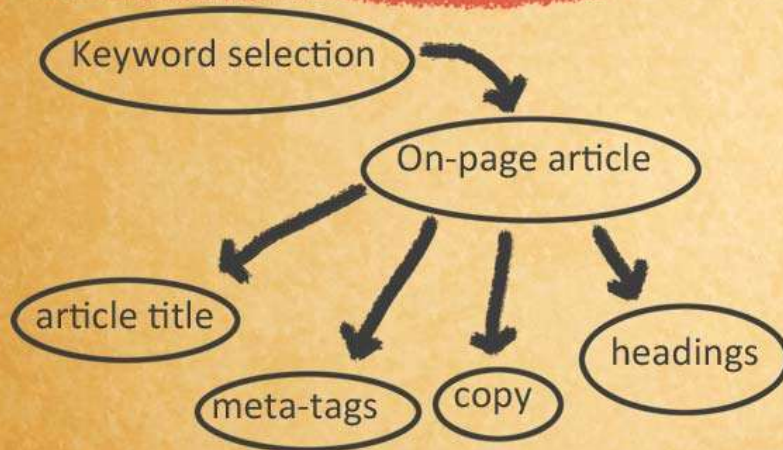 Keyword selection
On-page article
article title
headings
meta-tags
copy